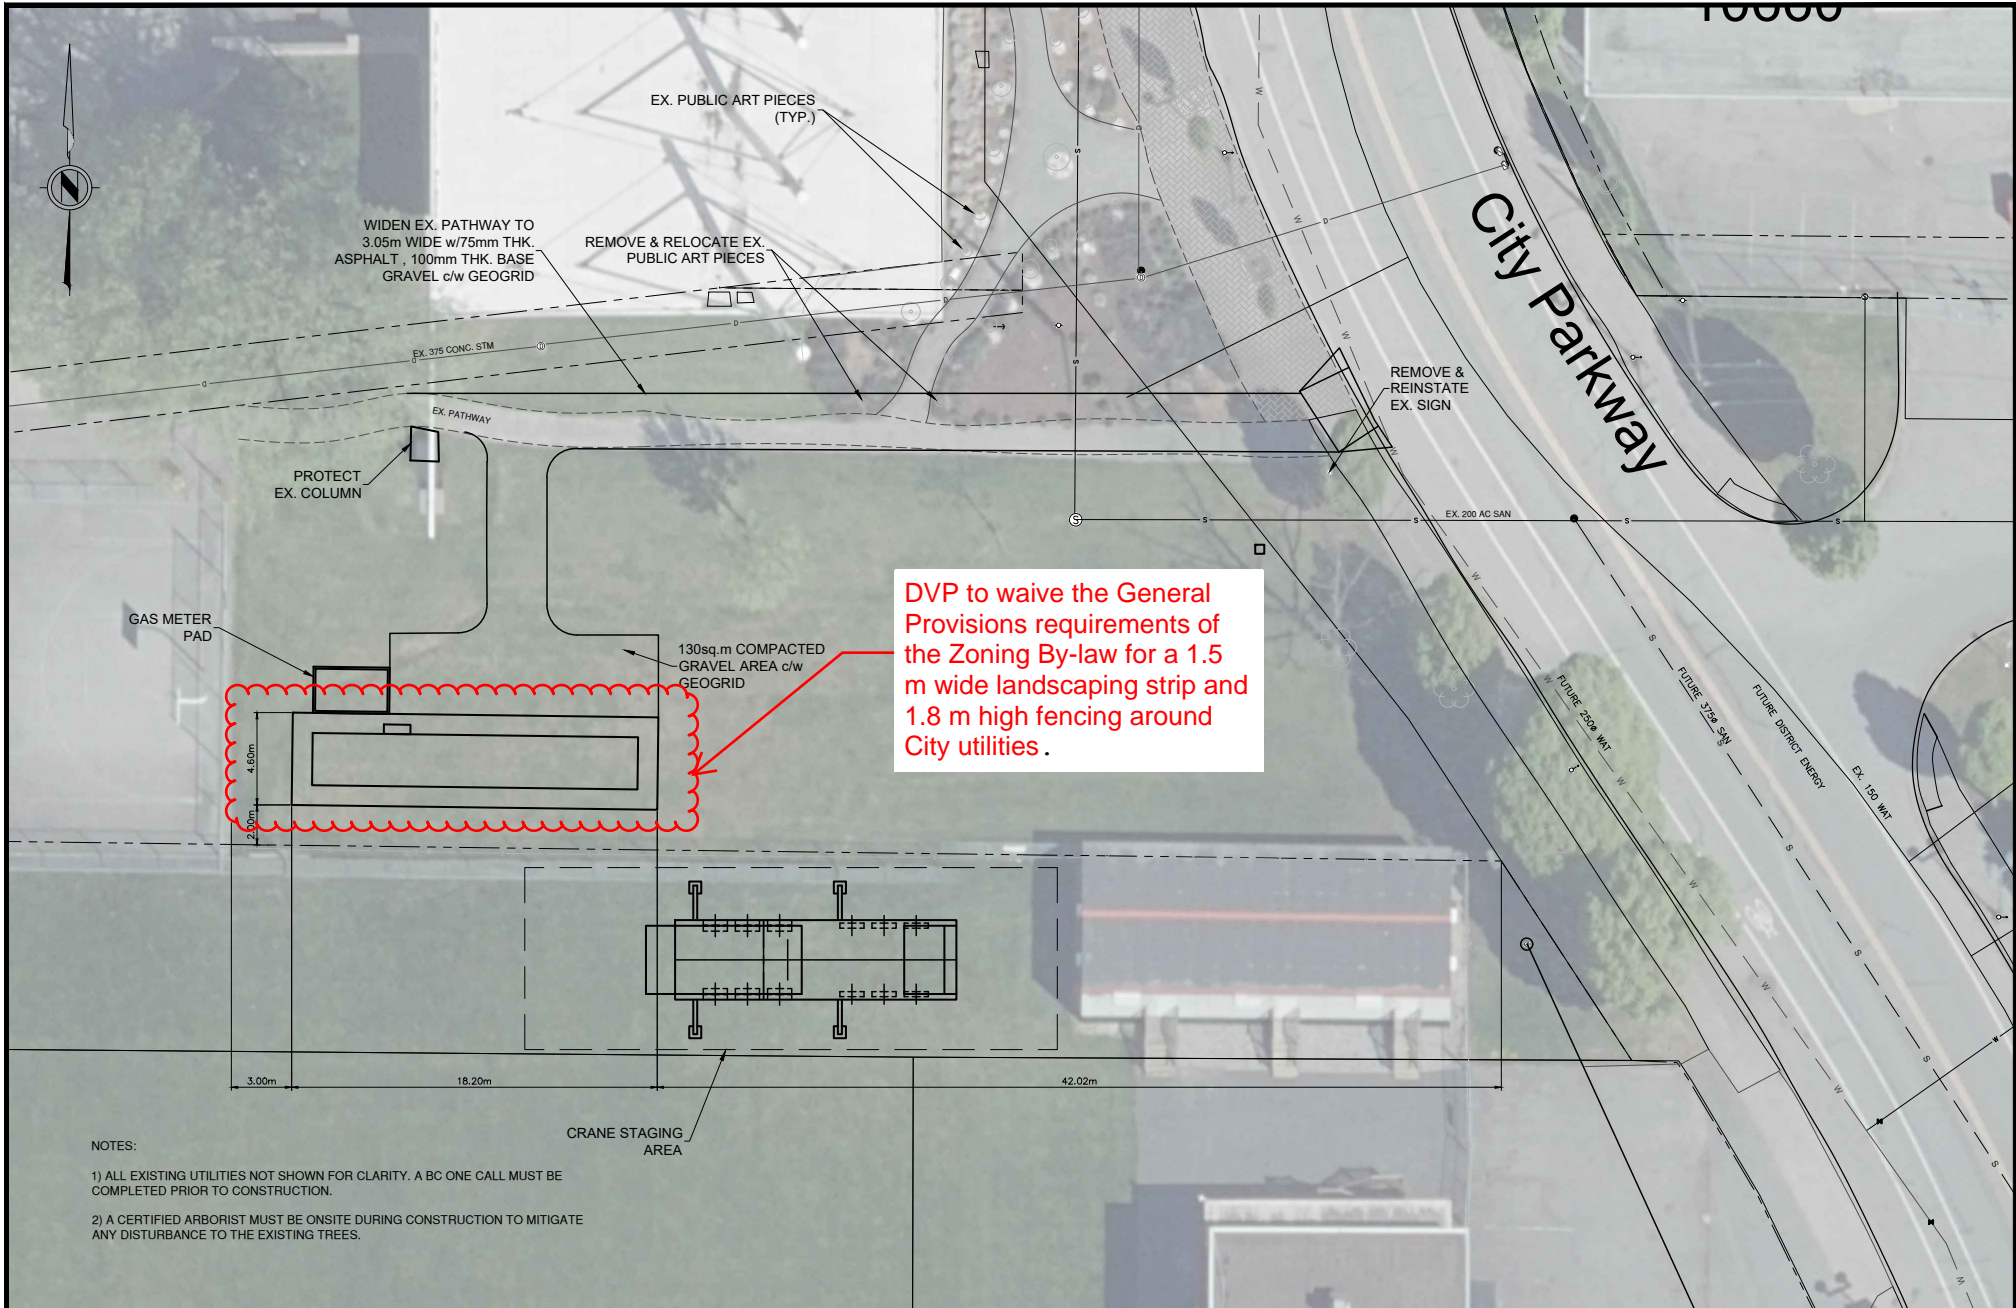 EX. PUBLIC ART PIECES
(TYP.)
WIDEN EX. PATHWAY TO
3.05m WIDE w/75mm THK.
ASPHALT , 100mm THK. BASE
GRAVEL c/w GEOGRID
REMOVE & RELOCATE EX.
PUBLIC ART PIECES
City Parkway
EX. 375 CONC. STM
EX. PATHWAY
REMOVE &
REINSTATE
EX. SIGN
PROTECT
EX. COLUMN
EX. 200 AC SAN
GAS METER
PAD
130sq.m COMPACTED
GRAVEL AREA c/w
GEOGRID
DVP to waive the General
Provisions requirements of
the Zoning By-law for a 1.5
m wide landscaping strip and
1.8 m high fencing around
City utilities.
FUTURE 250ø WAT
FUTURE 375ø SAN
FUTURE DISTRICT
ENERGY
EX. 150 WAT
4.60m
2.00m
3.00m
18.20m
42.02m
CRANE STAGING
AREA
NOTES:
1) ALL EXISTING UTILITIES NOT SHOWN FOR CLARITY. A BC ONE CALL MUST BE
COMPLETED PRIOR TO CONSTRUCTION.
2) A CERTIFIED ARBORIST MUST BE ONSITE DURING CONSTRUCTION TO MITIGATE
ANY DISTURBANCE TO THE EXISTING TREES.